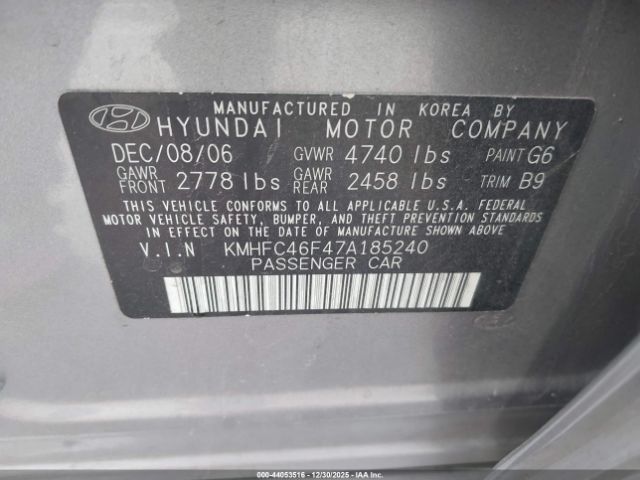 MANUFACTURED IN KOREA BY
HYUNDAI MOTOR COMPANY
DEC/08/06 GVWR 4740 lbs PAINT G6
GAWR FRONT 2778 lbs GAWR REAR 2458 lbs TRIM B9
THIS VEHICLE CONFORMS TO ALL APPLICABLE U.S.A. FEDERAL
MOTOR VEHICLE SAFETY, BUMPER, AND THEFT PREVENTION STANDARDS
IN EFFECT ON THE DATE OF MANUFACTURE SHOWN ABOVE.
V.I.N KMHFC46F47A185240
PASSENGER CAR
000-44053516 - 12/30/2025 - IAA Inc.